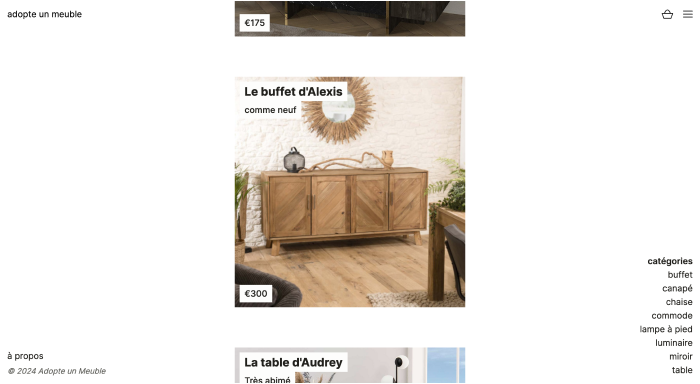 adopte un meuble
€175
Le buffet d'Alexis
comme neuf
€300
La table d'Audrey
Très abimé
catégories
buffet
canapé
chaise
commode
lampe à pied
luminaire
miroir
table
à propos
© 2024 Adopte un Meuble